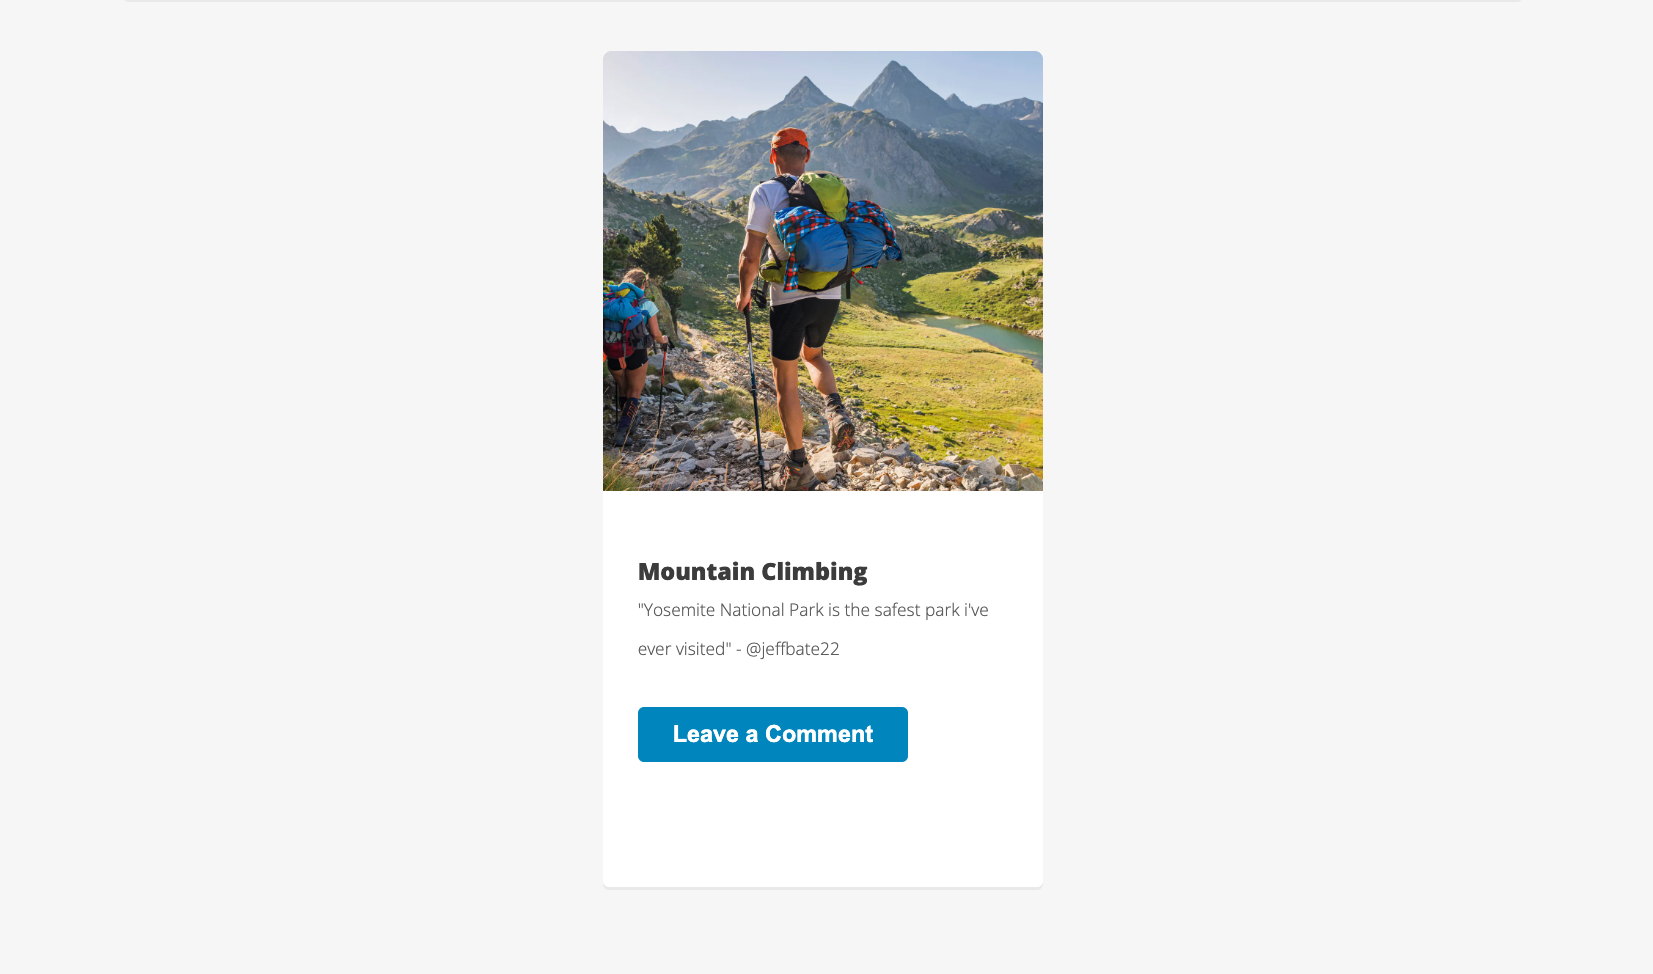 Mountain Climbing
"Yosemite National Park is the safest park i've
ever visited" - @jeffbate22
Leave a Comment